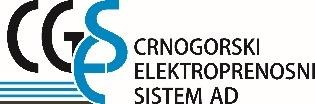 CGES
CRNOGORSKI
ELEKTROPRENOSNI
SISTEM AD